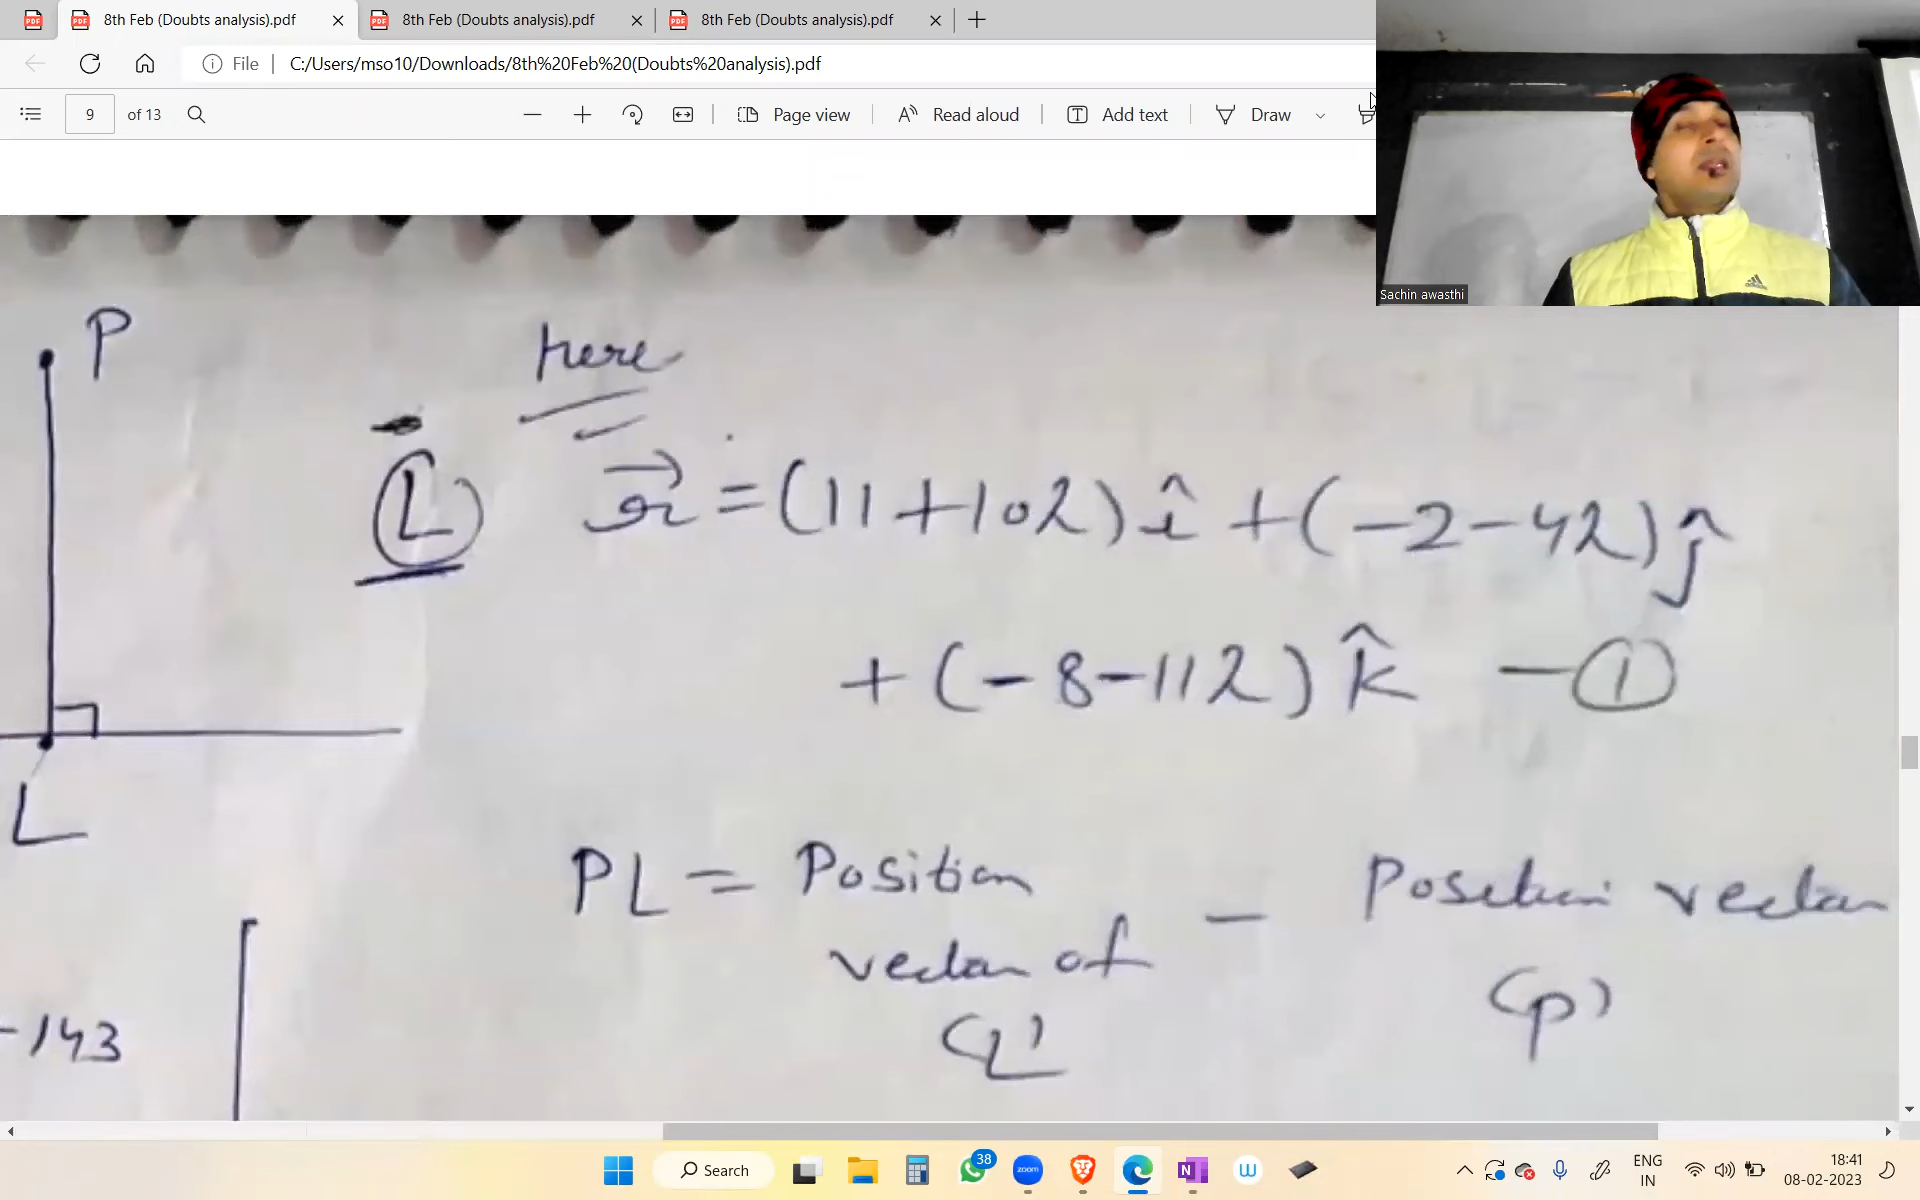 8th Feb (Doubts analysis).pdf
8th Feb (Doubts analysis).pdf
8th Feb (Doubts analysis).pdf
File
C:/Users/mso10/Downloads/8th%20Feb%20(Doubts%20analysis).pdf
9 of 13
Page view
Read aloud
Add text
Draw
Sachin awasthi
P
here
L r⃗ = (11+10λ) î + (-2-4λ) ĵ
+ (-8-11λ) k̂ — ①
L
PL = Position vector of (L) - Position vector (P)
-143
38
zoom
Search
ENG
IN
18:41
08-02-2023